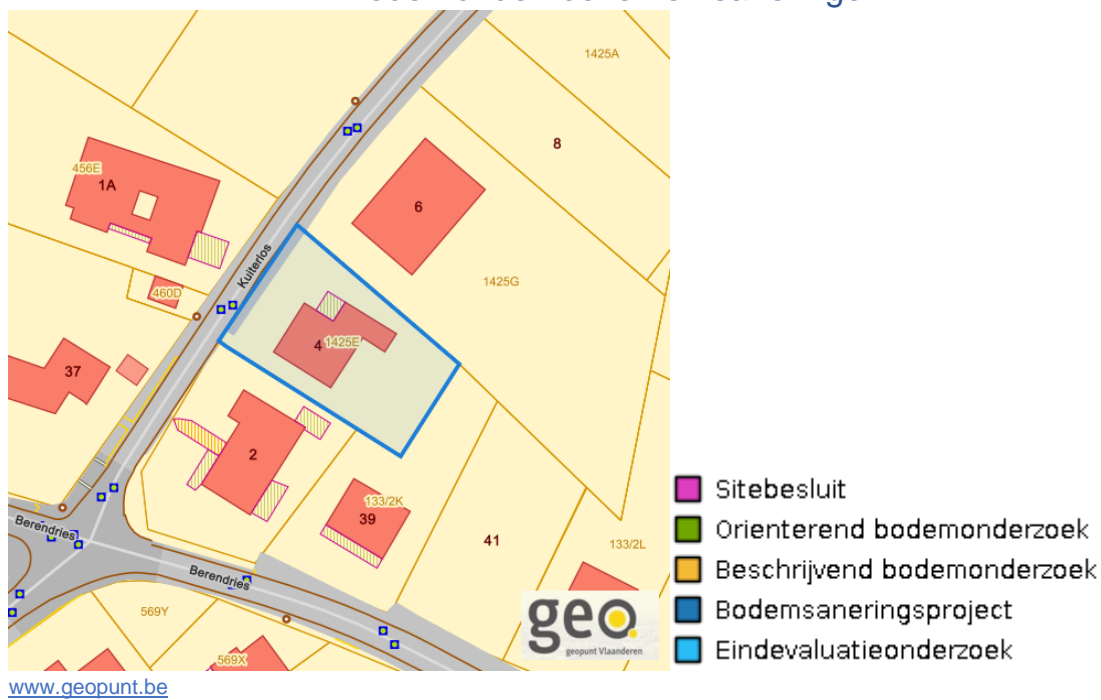 1425A
8
456E
1A
6
Kuiterlos
1425G
460D
4
1425E
37
2
133/2K
39
41
133/2L
Berendries
Berendries
569Y
569X
geo
geopunt Vlaanderen
Sitebesluit
Orienterend bodemonderzoek
Beschrijvend bodemonderzoek
Bodemsaneringsproject
Eindevaluatieonderzoek
www.geopunt.be